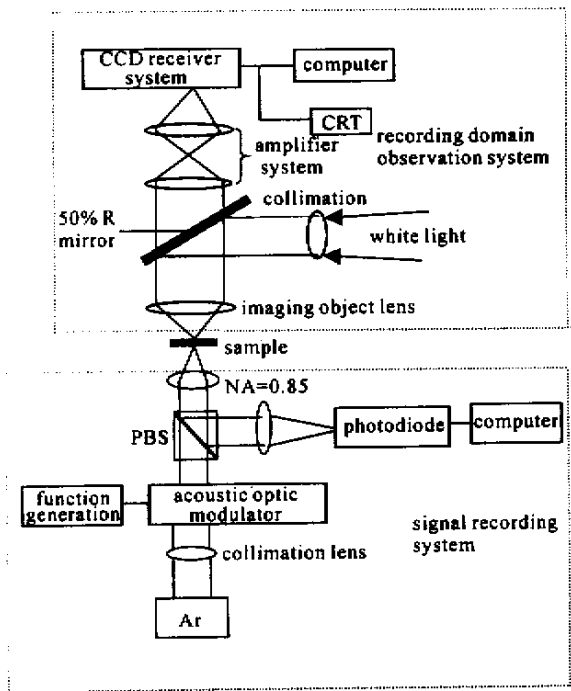 CCD receiver
system
computer
CRT
recording domain
observation system
amplifier
system
collimation
50% R
mirror
white light
imaging object lens
sample
NA=0.85
PBS
photodiode
computer
function
generation
acoustic optic
modulator
signal recording
system
collimation lens
Ar